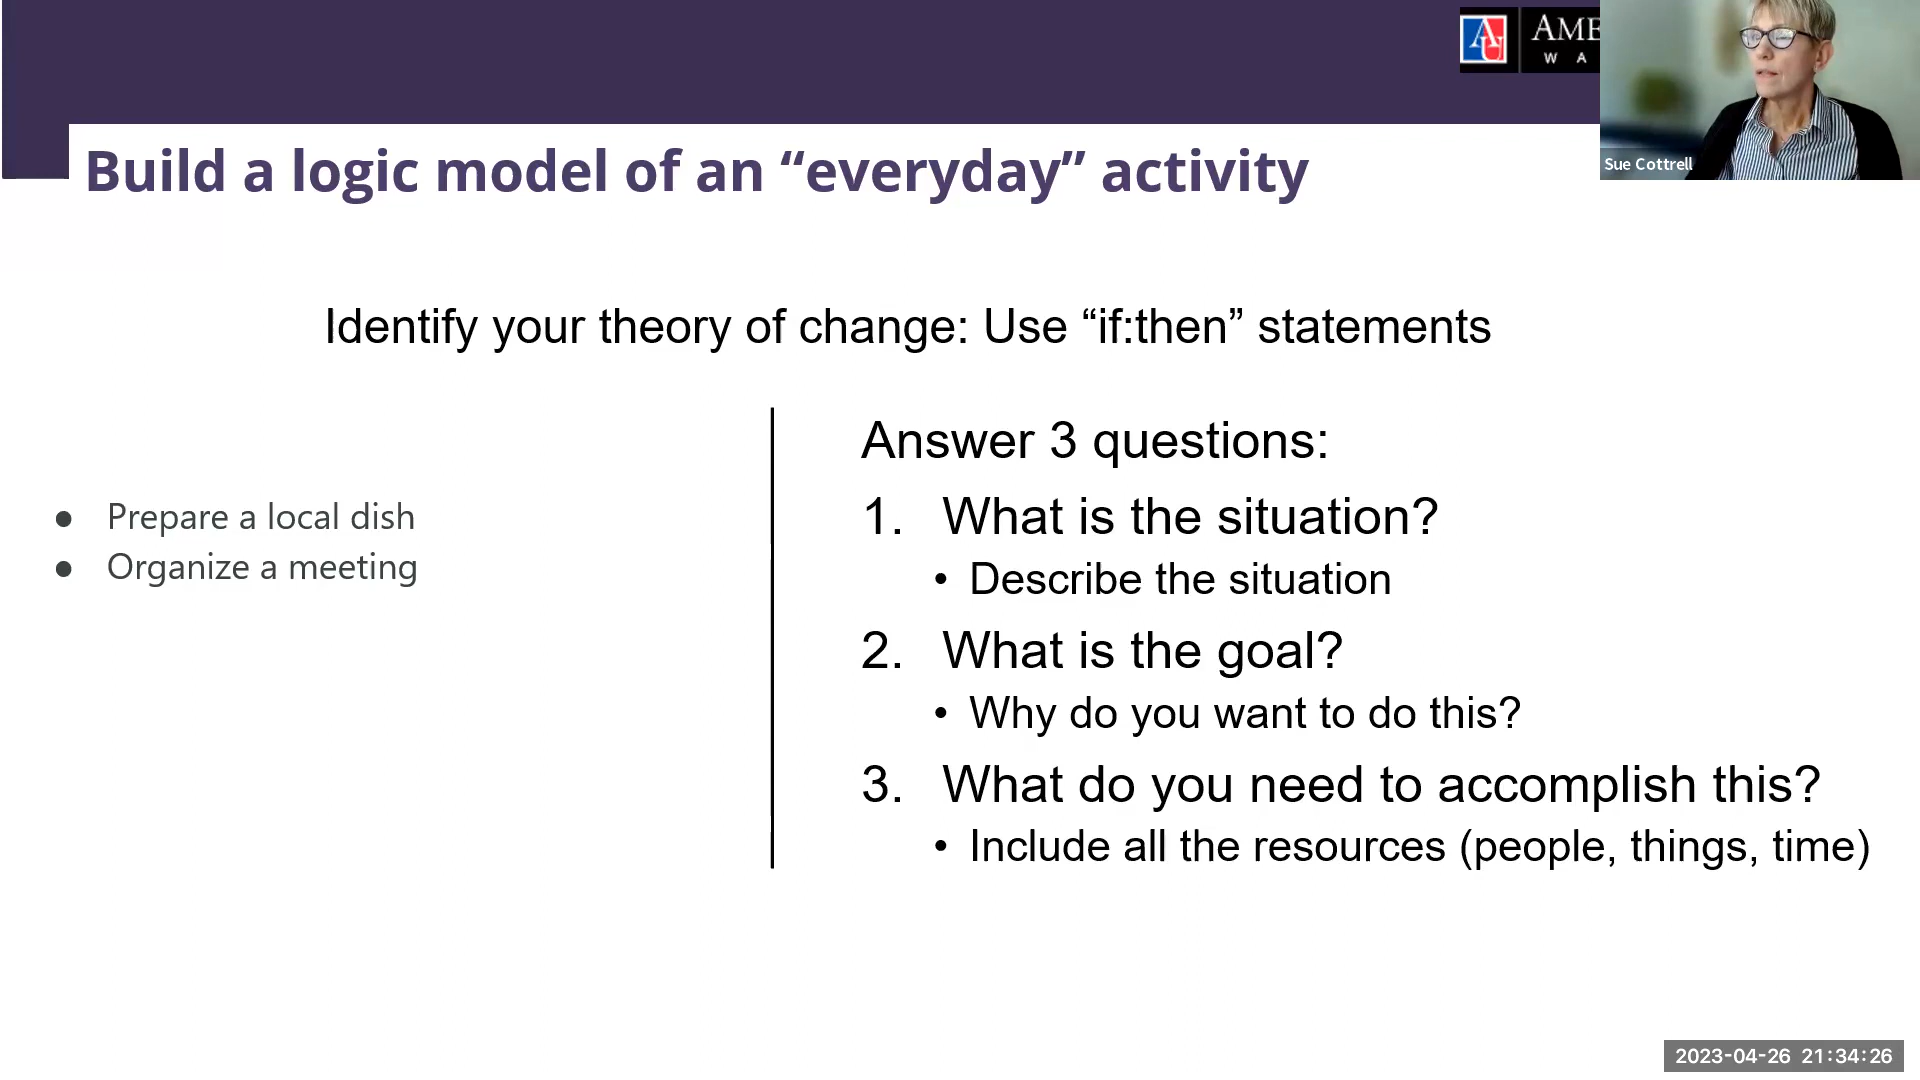 AME
WA
Sue Cottrell
Build a logic model of an “everyday” activity
Identify your theory of change: Use “if:then” statements
● Prepare a local dish
● Organize a meeting
Answer 3 questions:
1. What is the situation?
• Describe the situation
2. What is the goal?
• Why do you want to do this?
3. What do you need to accomplish this?
• Include all the resources (people, things, time)
2023-04-26 21:34:26